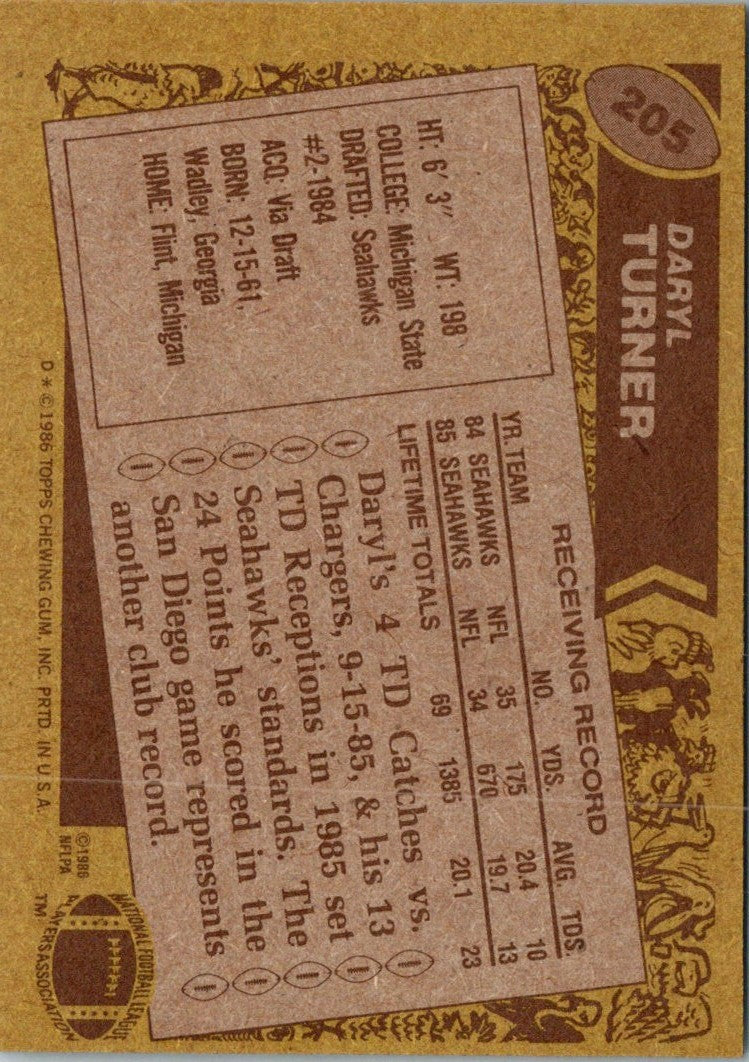 205
DARYL
TURNER
HT: 6' 3" WT: 198
COLLEGE: Michigan State
DRAFTED: Seahawks
#2-1984
ACQ: Via Draft
BORN: 12-15-61,
Wadley, Georgia
HOME: Flint, Michigan
RECEIVING RECORD
YR. TEAM NO. YDS. AVG. TDS.
84 SEAHAWKS NFL 35 175 20.4 10
85 SEAHAWKS NFL 34 670 19.7 13
LIFETIME TOTALS 69 1385 20.1 23
Daryl's 4 TD Catches vs.
Chargers, 9-15-85, & his 13
TD Receptions in 1985 set
Seahawks' standards. The
24 Points he scored in the
San Diego game represents
another club record.
D * © 1986 TOPPS CHEWING GUM, INC. PRTD. IN U.S.A.
© 1986
NFLPA
NATIONAL FOOTBALL LEAGUE
PLAYERS ASSOCIATION
TM